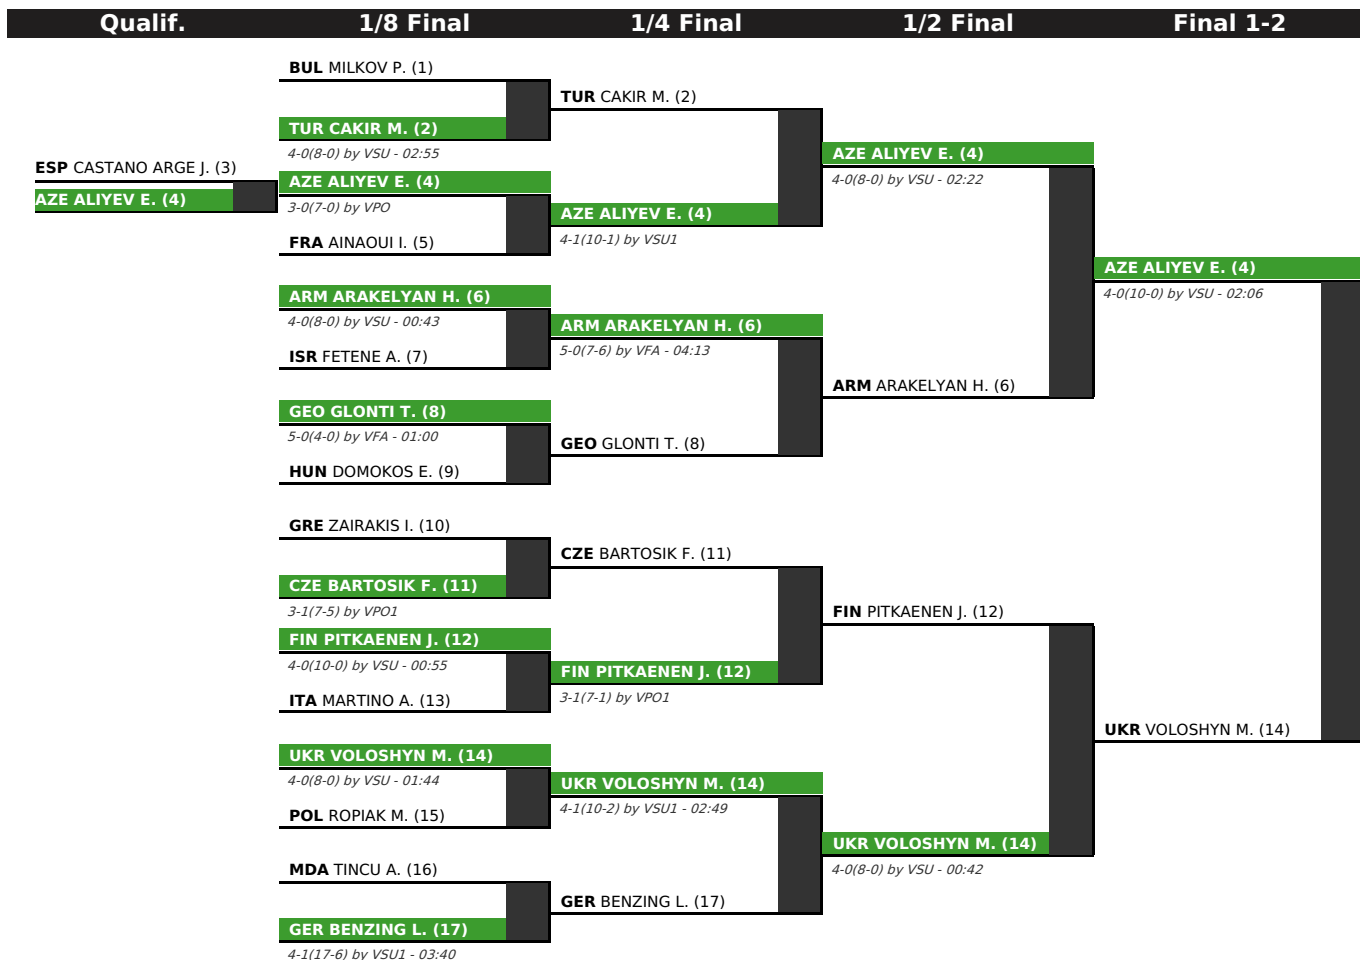 Qualif.
1/8 Final
1/4 Final
1/2 Final
Final 1-2
ESP CASTANO ARGE J. (3)
AZE ALIYEV E. (4)
BUL MILKOV P. (1)
TUR CAKIR M. (2)
4-0(8-0) by VSU - 02:55
AZE ALIYEV E. (4)
3-0(7-0) by VPO
FRA AINAOUI I. (5)
ARM ARAKELYAN H. (6)
4-0(8-0) by VSU - 00:43
ISR FETENE A. (7)
GEO GLONTI T. (8)
5-0(4-0) by VFA - 01:00
HUN DOMOKOS E. (9)
GRE ZAIRAKIS I. (10)
CZE BARTOSIK F. (11)
3-1(7-5) by VPO1
FIN PITKAENEN J. (12)
4-0(10-0) by VSU - 00:55
ITA MARTINO A. (13)
UKR VOLOSHYN M. (14)
4-0(8-0) by VSU - 01:44
POL ROPIAK M. (15)
MDA TINCU A. (16)
GER BENZING L. (17)
4-1(17-6) by VSU1 - 03:40
TUR CAKIR M. (2)
AZE ALIYEV E. (4)
4-1(10-1) by VSU1
ARM ARAKELYAN H. (6)
5-0(7-6) by VFA - 04:13
GEO GLONTI T. (8)
CZE BARTOSIK F. (11)
FIN PITKAENEN J. (12)
3-1(7-1) by VPO1
UKR VOLOSHYN M. (14)
4-1(10-2) by VSU1 - 02:49
GER BENZING L. (17)
AZE ALIYEV E. (4)
4-0(8-0) by VSU - 02:22
ARM ARAKELYAN H. (6)
FIN PITKAENEN J. (12)
UKR VOLOSHYN M. (14)
4-0(8-0) by VSU - 00:42
AZE ALIYEV E. (4)
4-0(10-0) by VSU - 02:06
UKR VOLOSHYN M. (14)